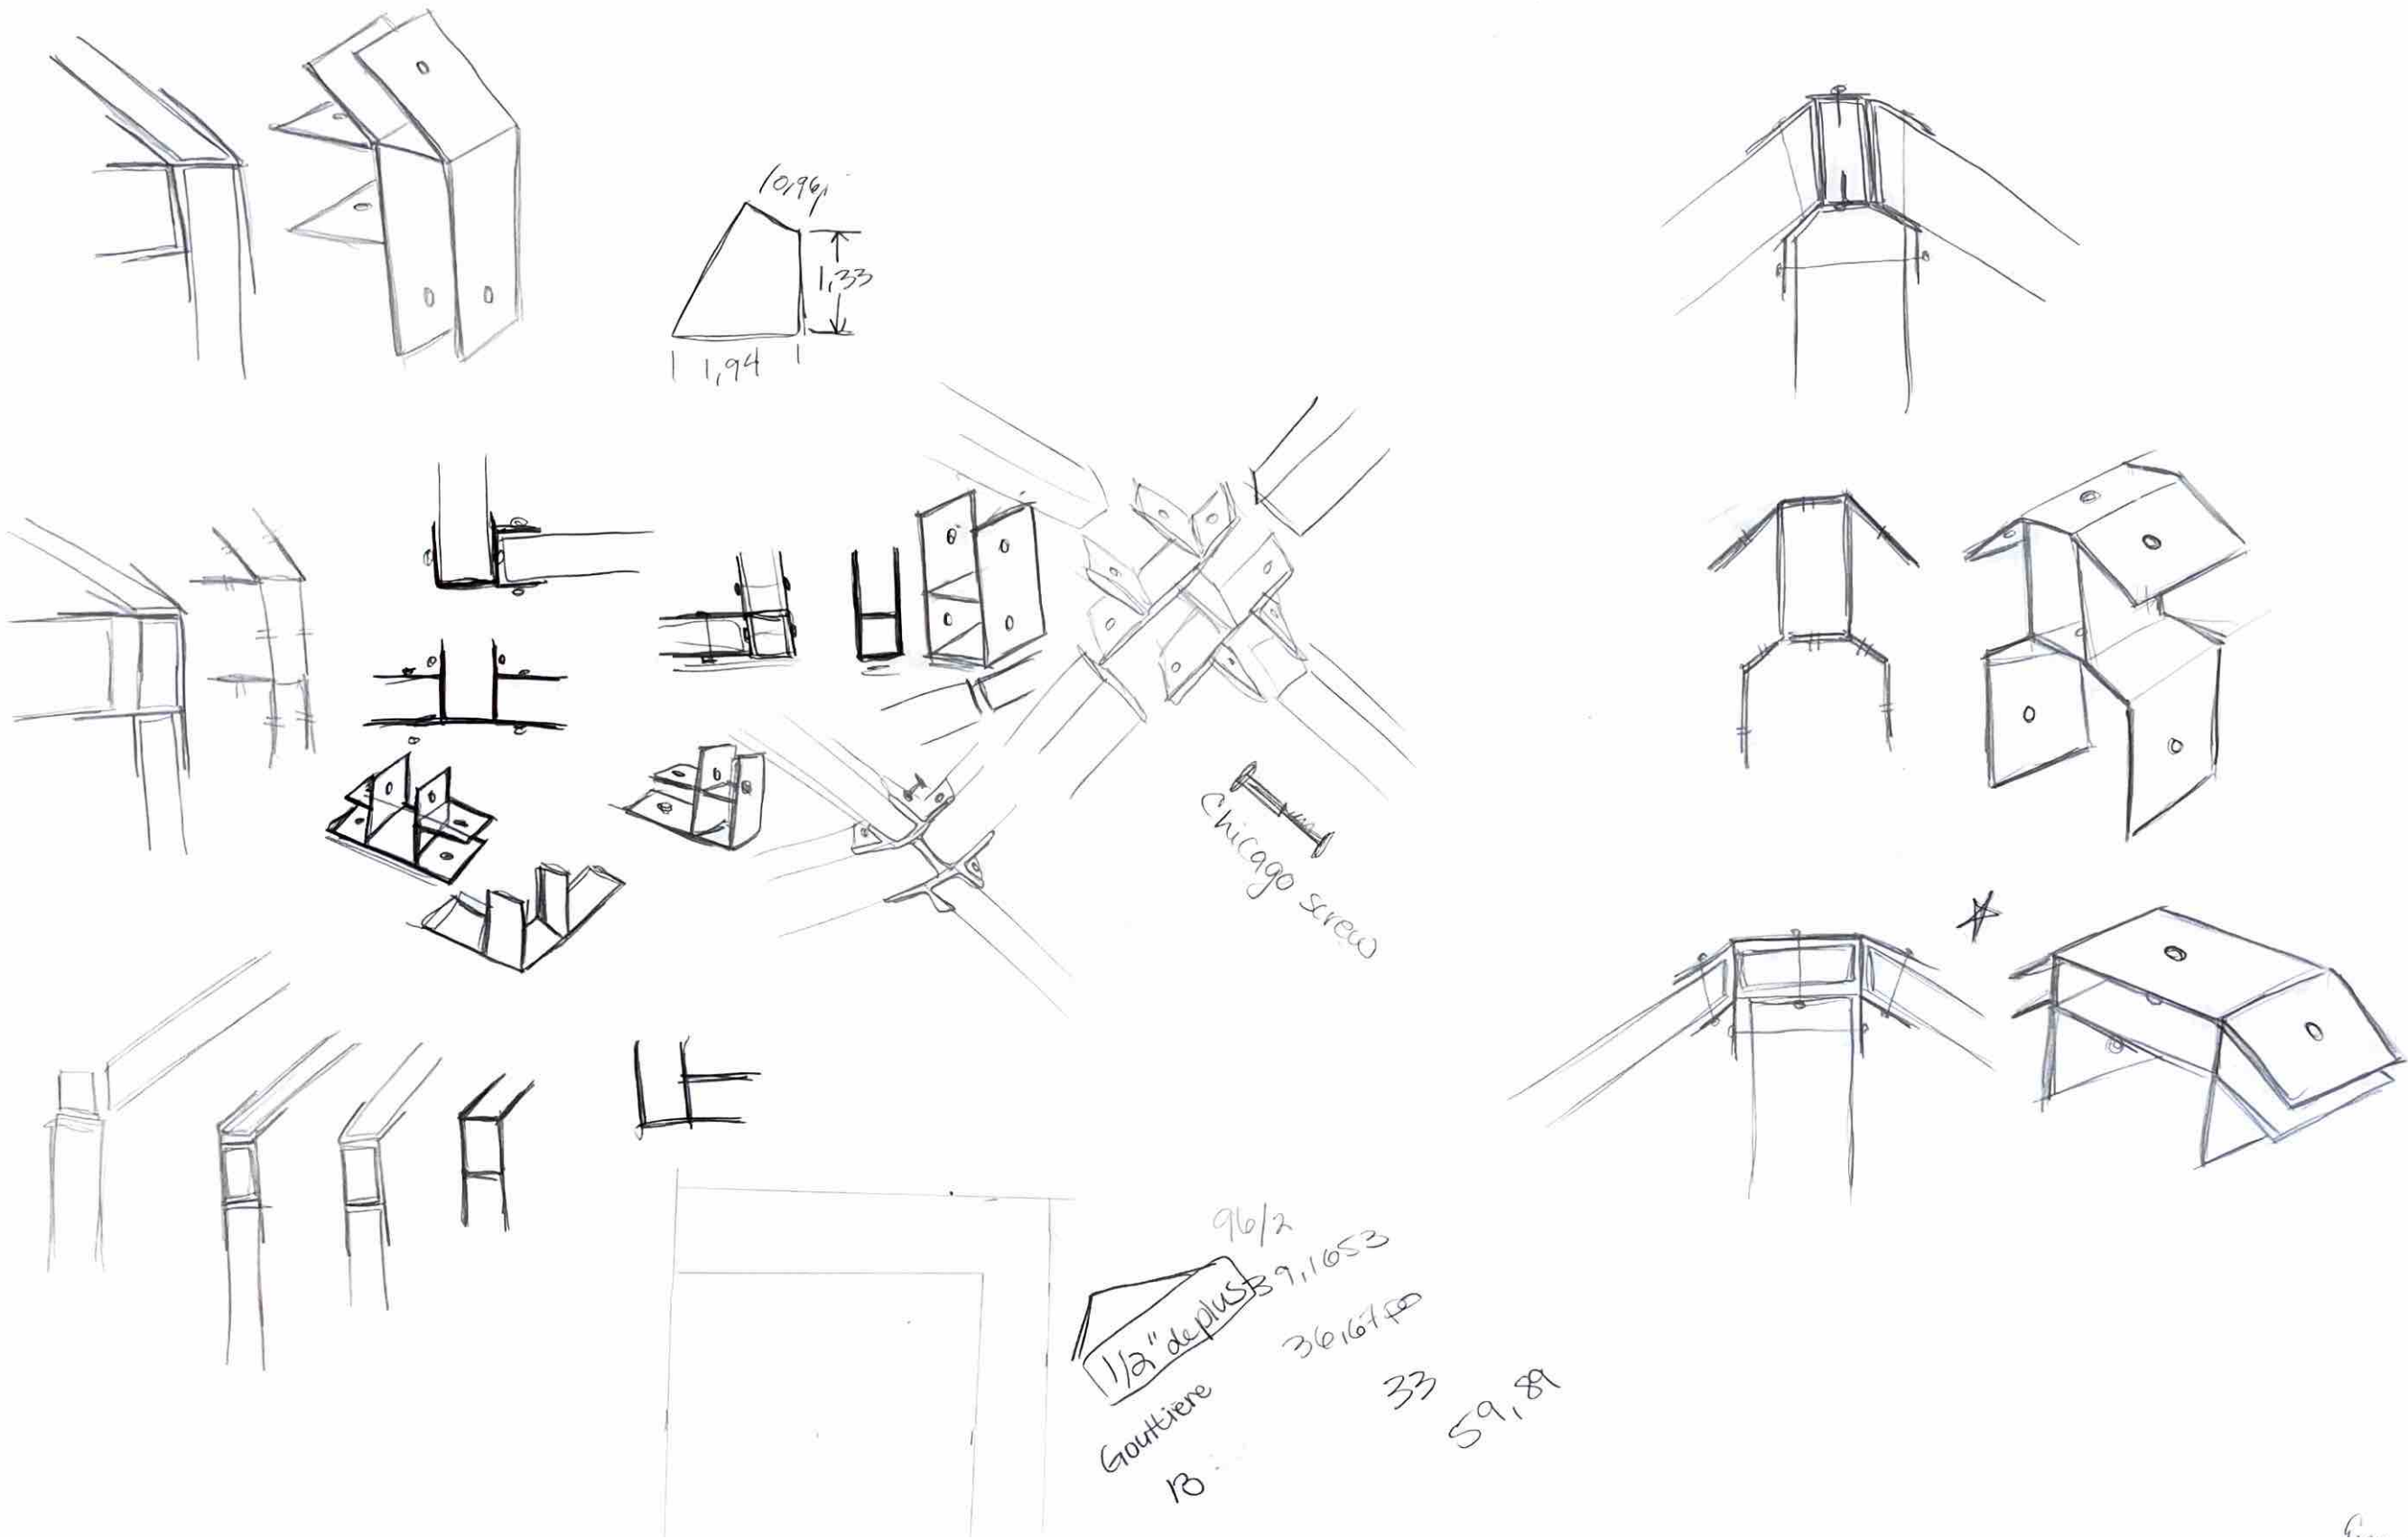 10,96
1,33
1,94
Chicago screw
96/2
1/2" de plus
39,1653
Gouttière
33
59,89
13